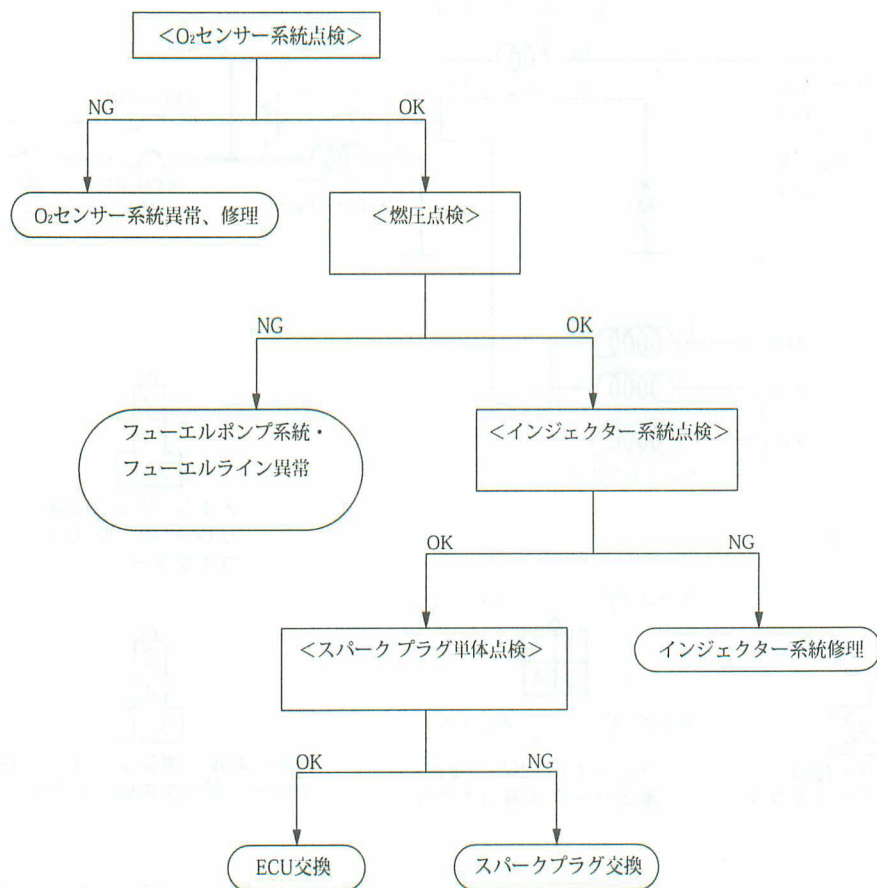 <O₂センサー系統点検>
NG
OK
O₂センサー系統異常、修理
<燃圧点検>
NG
OK
フューエルポンプ系統・
フューエルライン異常
<インジェクター系統点検>
OK
NG
<スパーク プラグ単体点検>
インジェクター系統修理
OK
NG
ECU交換
スパークプラグ交換